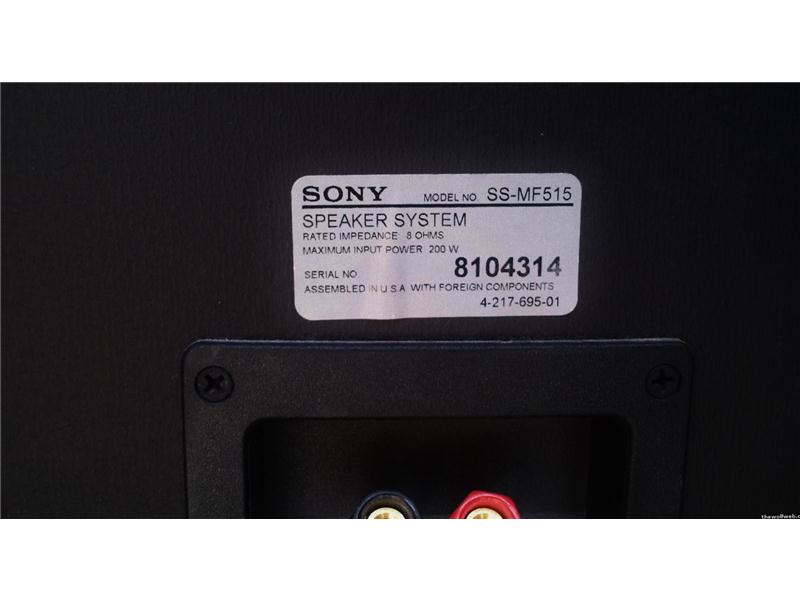 SONY MODEL NO. SS-MF515
SPEAKER SYSTEM
RATED IMPEDANCE 8 OHMS
MAXIMUM INPUT POWER 200 W
SERIAL NO. 8104314
ASSEMBLED IN U.S.A. WITH FOREIGN COMPONENTS
4-217-695-01